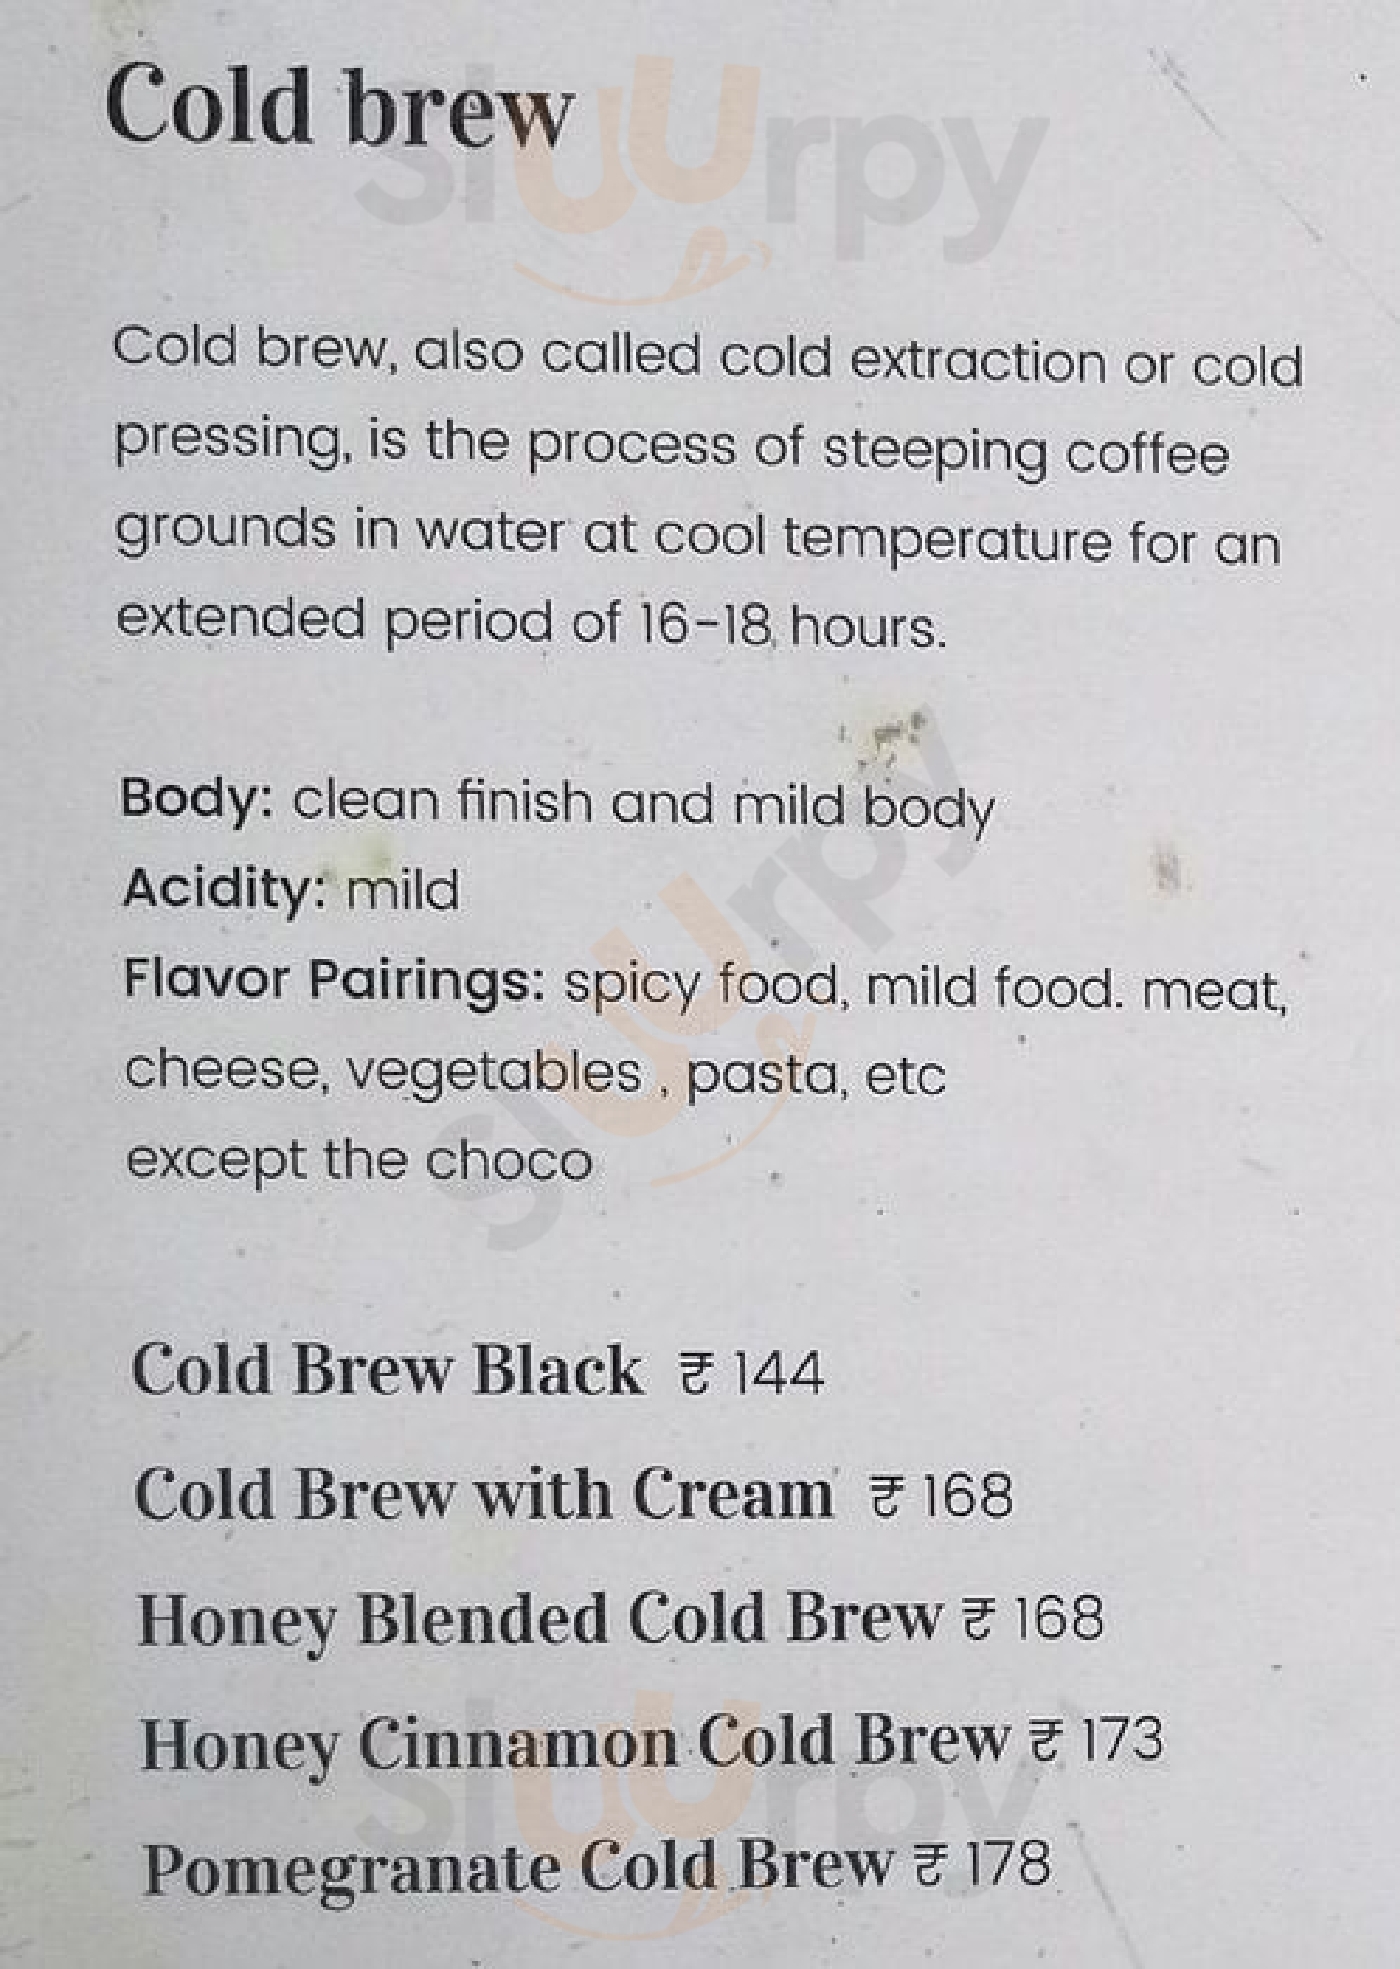 Cold brew
Sluurpy
Cold brew, also called cold extraction or cold
pressing, is the process of steeping coffee
grounds in water at cool temperature for an
extended period of 16-18 hours.
Body: clean finish and mild body
Acidity: mild
Flavor Pairings: spicy food, mild food. meat,
cheese, vegetables , pasta, etc
except the choco
Sluurpy
Cold Brew Black ₹ 144
Cold Brew with Cream ₹ 168
Honey Blended Cold Brew ₹ 168
Honey Cinnamon Cold Brew ₹ 173
Sluurpy
Pomegranate Cold Brew ₹ 178